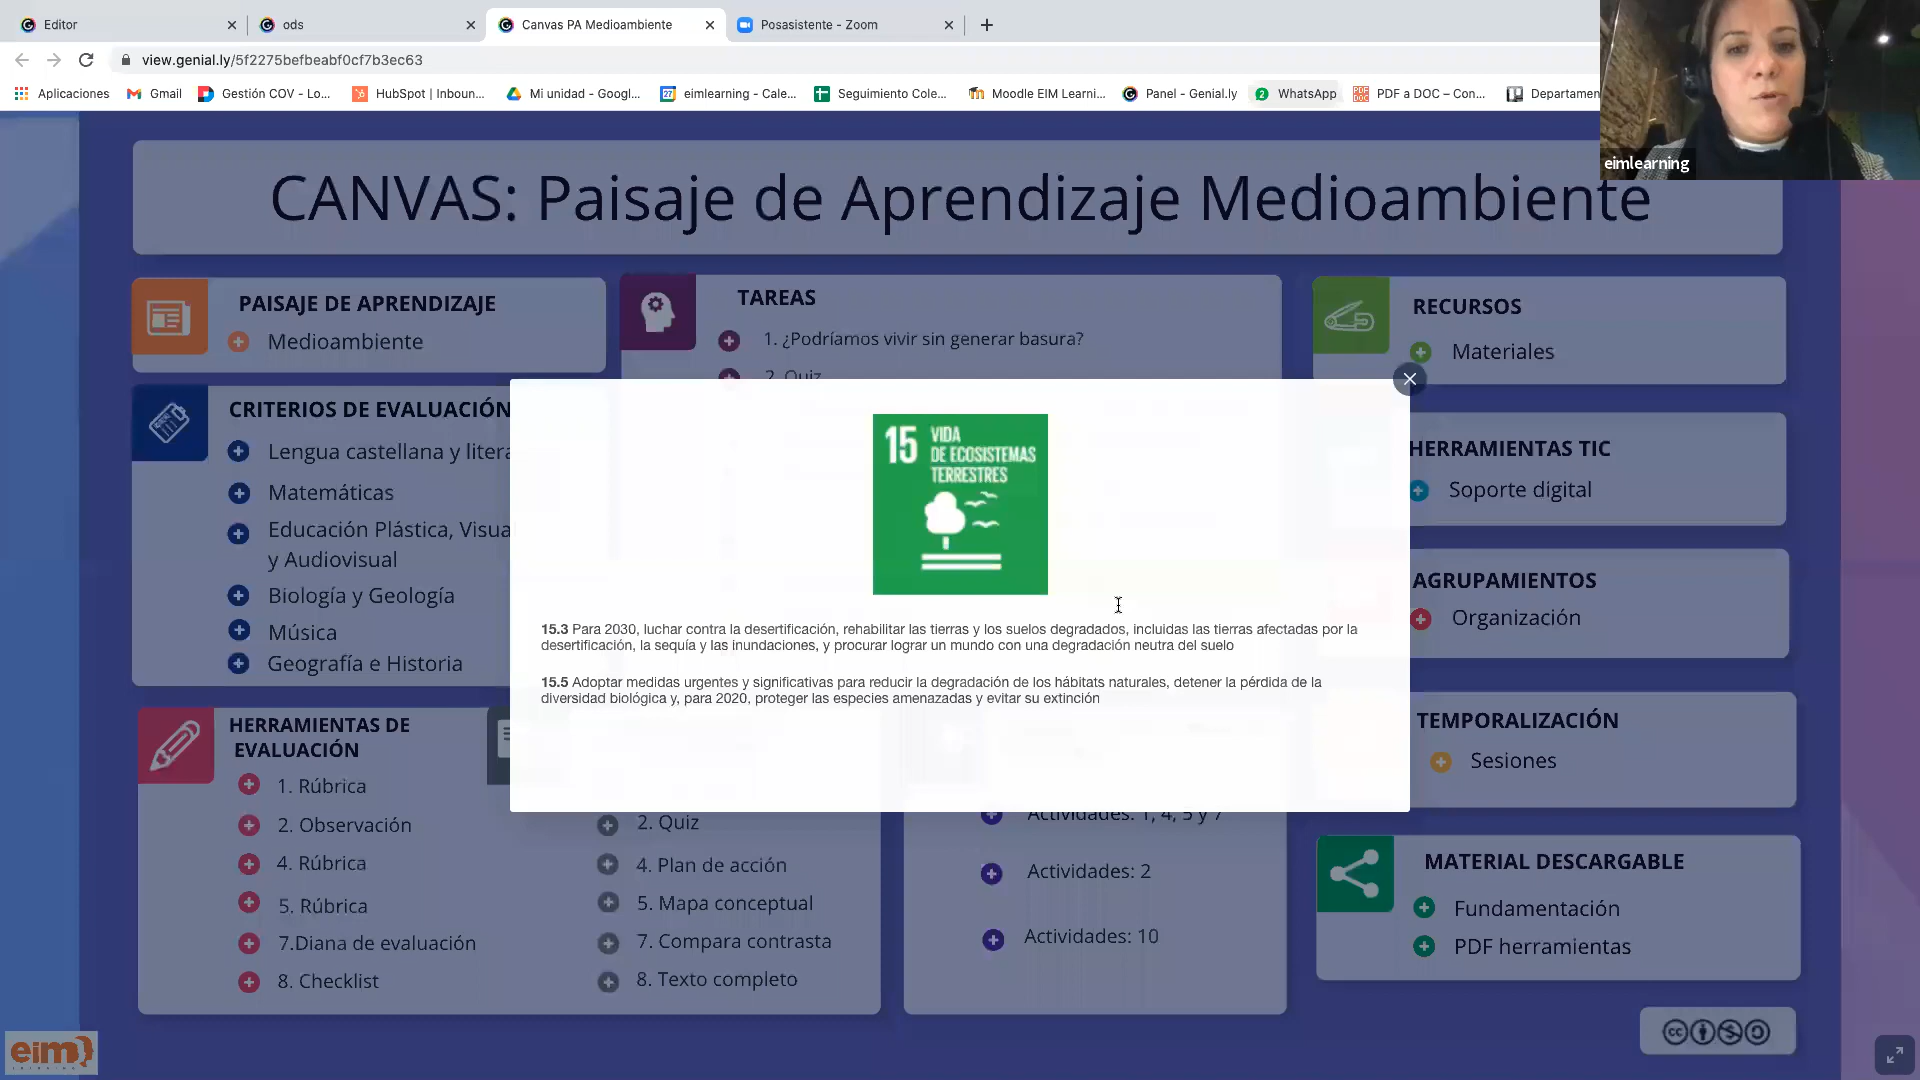 Editor
ods
Canvas PA Medioambiente
Posasistente - Zoom
view.genial.ly/5f2275befbeabf0cf7b3ec63
Aplicaciones
Gmail
Gestión COV - Lo...
HubSpot | Inboun...
Mi unidad - Googl...
eimlearning - Cale...
Seguimiento Cole...
Moodle EIM Learni...
Panel - Genial.ly
WhatsApp
PDF a DOC – Con...
Departamen
eimlearning
CANVAS: Paisaje de Aprendizaje Medioambiente
PAISAJE DE APRENDIZAJE
Medioambiente
TAREAS
1. ¿Podríamos vivir sin generar basura?
2. Quiz
RECURSOS
Materiales
CRITERIOS DE EVALUACIÓN
Lengua castellana y litera
Matemáticas
Educación Plástica, Visua
y Audiovisual
Biología y Geología
Música
Geografía e Historia
15 VIDA
DE ECOSISTEMAS
TERRESTRES
15.3 Para 2030, luchar contra la desertificación, rehabilitar las tierras y los suelos degradados, incluidas las tierras afectadas por la
desertificación, la sequía y las inundaciones, y procurar lograr un mundo con una degradación neutra del suelo
15.5 Adoptar medidas urgentes y significativas para reducir la degradación de los hábitats naturales, detener la pérdida de la
diversidad biológica y, para 2020, proteger las especies amenazadas y evitar su extinción
HERRAMIENTAS TIC
Soporte digital
AGRUPAMIENTOS
Organización
TEMPORALIZACIÓN
Sesiones
HERRAMIENTAS DE
EVALUACIÓN
1. Rúbrica
2. Observación
4. Rúbrica
5. Rúbrica
7.Diana de evaluación
8. Checklist
2. Quiz
4. Plan de acción
5. Mapa conceptual
7. Compara contrasta
8. Texto completo
Actividades: 1, 4, 5 y 7
Actividades: 2
Actividades: 10
MATERIAL DESCARGABLE
Fundamentación
PDF herramientas
eim
LEARNING
cc